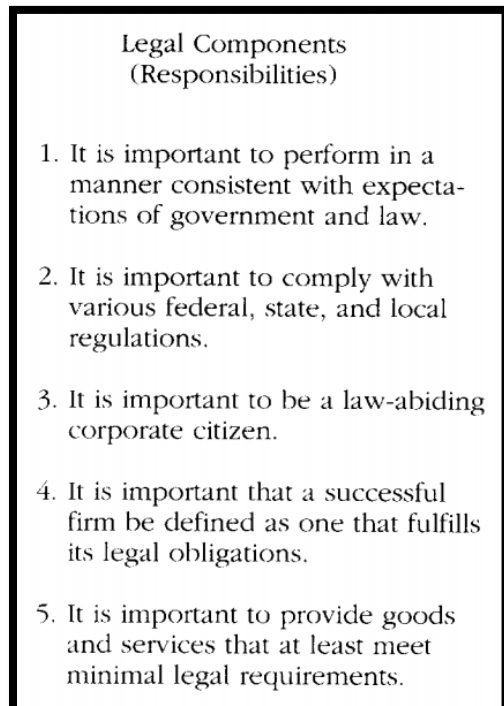 Legal Components
(Responsibilities)
1. It is important to perform in a
manner consistent with expecta-
tions of government and law.
2. It is important to comply with
various federal, state, and local
regulations.
3. It is important to be a law-abiding
corporate citizen.
4. It is important that a successful
firm be defined as one that fulfills
its legal obligations.
5. It is important to provide goods
and services that at least meet
minimal legal requirements.